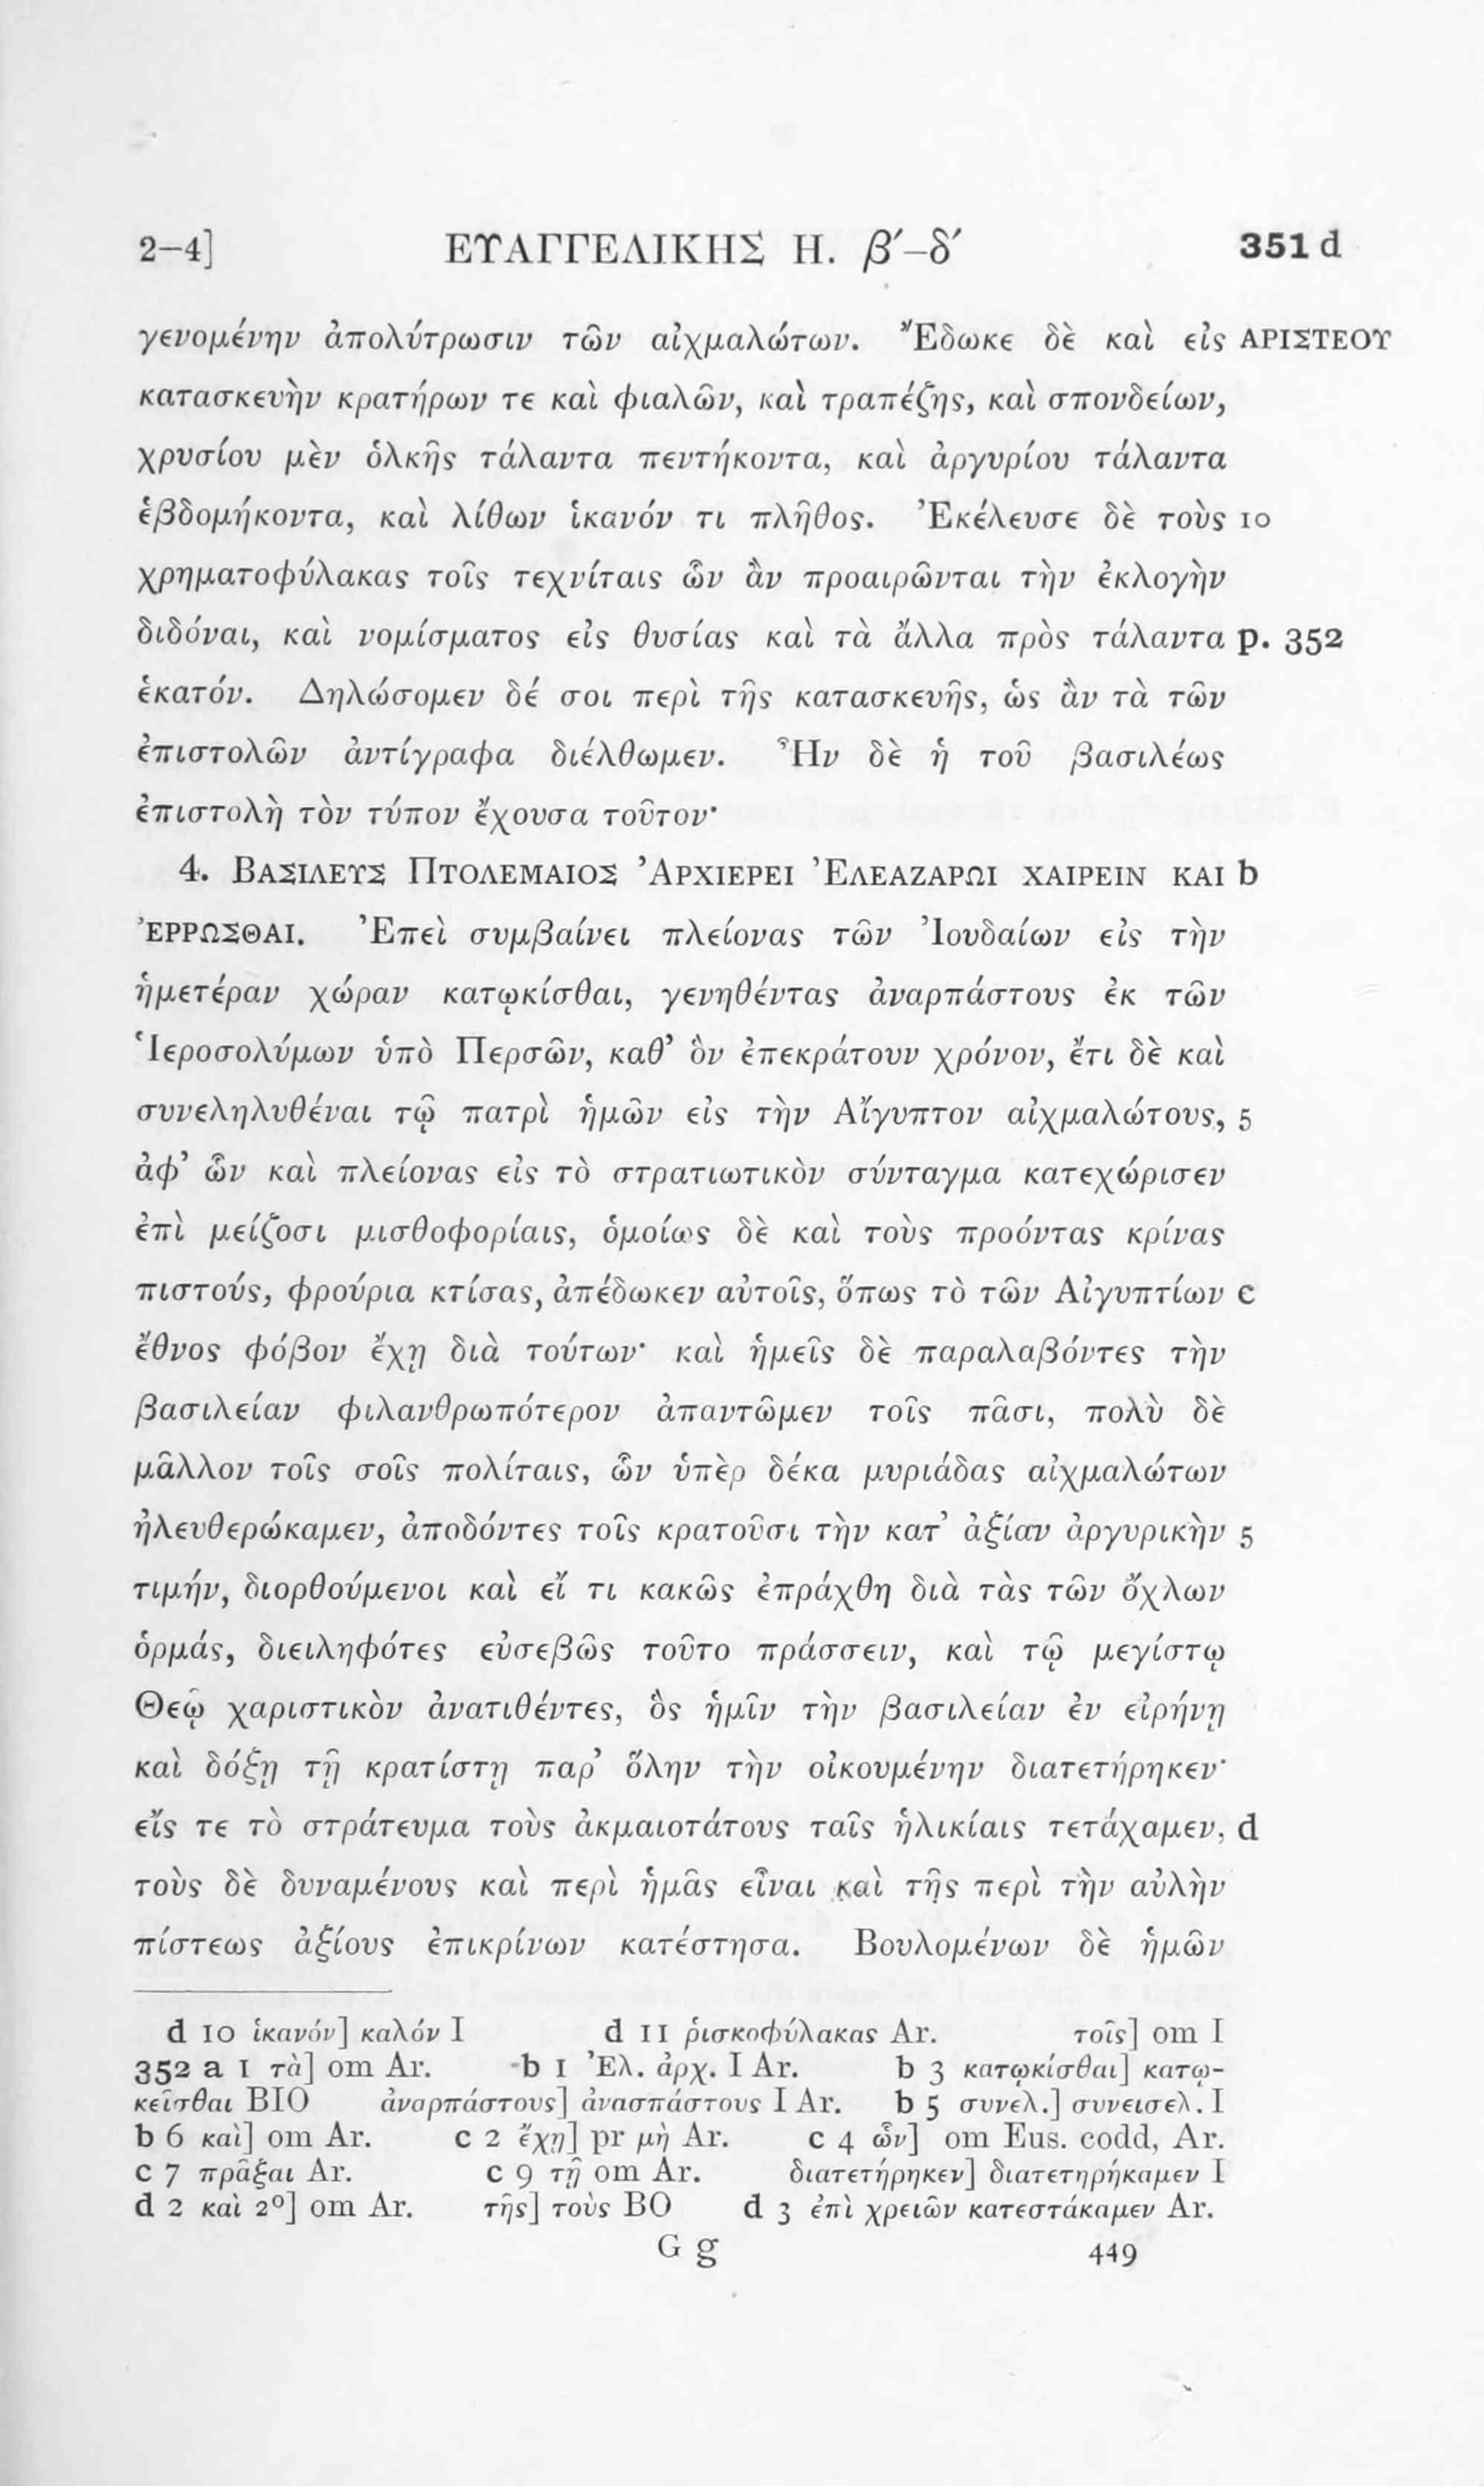 2–4] ΕΥΑΓΓΕΛΙΚΗΣ Η. β′–δ′ 351 d
γενομένην ἀπολύτρωσιν τῶν αἰχμαλώτων. Ἔδωκε δὲ καὶ εἰς ΑΡΙΣΤΕΟΥ
κατασκευὴν κρατήρων τε καὶ φιαλῶν, καὶ τραπέζης, καὶ σπονδείων,
χρυσίου μὲν ὁλκῆς τάλαντα πεντήκοντα, καὶ ἀργυρίου τάλαντα
ἑβδομήκοντα, καὶ λίθων ἱκανόν τι πλῆθος. Ἐκέλευσε δὲ τοὺς 10
χρηματοφύλακας τοῖς τεχνίταις ὧν ἂν προαιρῶνται τὴν ἐκλογὴν
διδόναι, καὶ νομίσματος εἰς θυσίας καὶ τὰ ἄλλα πρὸς τάλαντα p. 352
ἑκατόν. Δηλώσομεν δέ σοι περὶ τῆς κατασκευῆς, ὡς ἂν τὰ τῶν
ἐπιστολῶν ἀντίγραφα διέλθωμεν. Ἦν δὲ ἡ τοῦ βασιλέως
ἐπιστολὴ τὸν τύπον ἔχουσα τοῦτον·
4. ΒΑΣΙΛΕΥΣ ΠΤΟΛΕΜΑΙΟΣ ἈΡΧΙΕΡΕΙ ἘΛΕΑΖΑΡΩΙ ΧΑΙΡΕΙΝ ΚΑΙ b
ἘΡΡΩΣΘΑΙ. Ἐπεὶ συμβαίνει πλείονας τῶν Ἰουδαίων εἰς τὴν
ἡμετέραν χώραν κατῳκίσθαι, γενηθέντας ἀναρπάστους ἐκ τῶν
Ἱεροσολύμων ὑπὸ Περσῶν, καθ’ ὃν ἐπεκράτουν χρόνον, ἔτι δὲ καὶ
συνεληλυθέναι τῷ πατρὶ ἡμῶν εἰς τὴν Αἴγυπτον αἰχμαλώτους, 5
ἀφ’ ὧν καὶ πλείονας εἰς τὸ στρατιωτικὸν σύνταγμα κατεχώρισεν
ἐπὶ μείζοσι μισθοφορίαις, ὁμοίως δὲ καὶ τοὺς προόντας κρίνας
πιστούς, φρούρια κτίσας, ἀπέδωκεν αὐτοῖς, ὅπως τὸ τῶν Αἰγυπτίων c
ἔθνος φόβον ἔχῃ διὰ τούτων· καὶ ἡμεῖς δὲ παραλαβόντες τὴν
βασιλείαν φιλανθρωπότερον ἀπαντῶμεν τοῖς πᾶσι, πολὺ δὲ
μᾶλλον τοῖς σοῖς πολίταις, ὧν ὑπὲρ δέκα μυριάδας αἰχμαλώτων
ἠλευθερώκαμεν, ἀποδόντες τοῖς κρατοῦσι τὴν κατ’ ἀξίαν ἀργυρικὴν 5
τιμήν, διορθούμενοι καὶ εἴ τι κακῶς ἐπράχθη διὰ τὰς τῶν ὄχλων
ὁρμάς, διειληφότες εὐσεβῶς τοῦτο πράσσειν, καὶ τῷ μεγίστῳ
Θεῷ χαριστικὸν ἀνατιθέντες, ὃς ἡμῖν τὴν βασιλείαν ἐν εἰρήνῃ
καὶ δόξῃ τῇ κρατίστῃ παρ’ ὅλην τὴν οἰκουμένην διατετήρηκεν·
εἴς τε τὸ στράτευμα τοὺς ἀκμαιοτάτους ταῖς ἡλικίαις τετάχαμεν, d
τοὺς δὲ δυναμένους καὶ περὶ ἡμᾶς εἶναι καὶ τῆς περὶ τὴν αὐλὴν
πίστεως ἀξίους ἐπικρίνων κατέστησα. Βουλομένων δὲ ἡμῶν
d 10 ἱκανόν] καλόν I d 11 ῥισκοφύλακας Ar. τοῖς] om I
352 a 1 τὰ] om Ar. b 1 Ἐλ. ἀρχ. I Ar. b 3 κατῳκίσθαι] κατῳ-
κεῖσθαι BIO ἀναρπάστους] ἀνασπάστους I Ar. b 5 συνελ.] συνεισελ. I
b 6 καὶ] om Ar. c 2 ἔχῃ] pr μὴ Ar. c 4 ὧν] om Eus. codd, Ar.
c 7 πρᾶξαι Ar. c 9 τῇ om Ar. διατετήρηκεν] διατετηρήκαμεν I
d 2 καὶ 2º] om Ar. τῆς] τοὺς BO d 3 ἐπὶ χρειῶν κατεστάκαμεν Ar.
G g 449